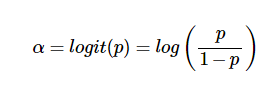 α = logit(p) = log(p/(1−p))